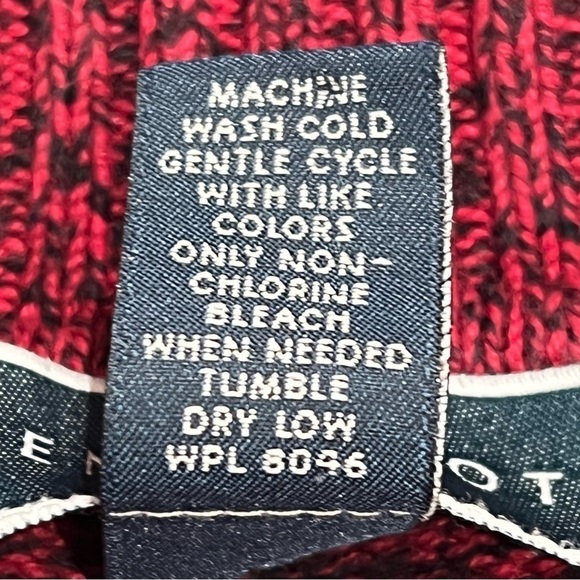 MACHINE
WASH COLD
GENTLE CYCLE
WITH LIKE
COLORS
ONLY NON-
CHLORINE
BLEACH
WHEN NEEDED
TUMBLE
DRY LOW
WPL 8046